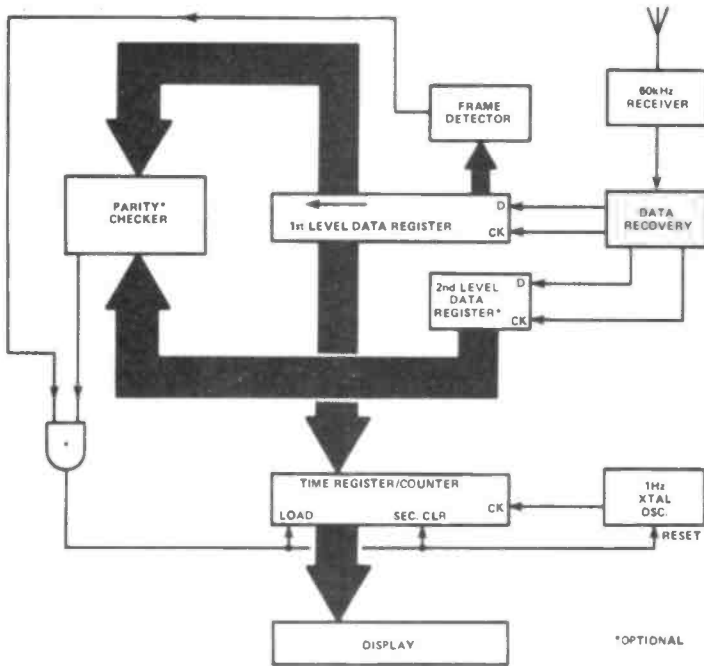 60kHz
RECEIVER
FRAME
DETECTOR
PARITY*
CHECKER
D
1st LEVEL DATA REGISTER
CK
DATA
RECOVERY
2nd LEVEL
DATA
REGISTER*
D
CK
*
TIME REGISTER/COUNTER
LOAD
SEC. CLR
CK
1Hz
XTAL
OSC.
RESET
DISPLAY
*OPTIONAL